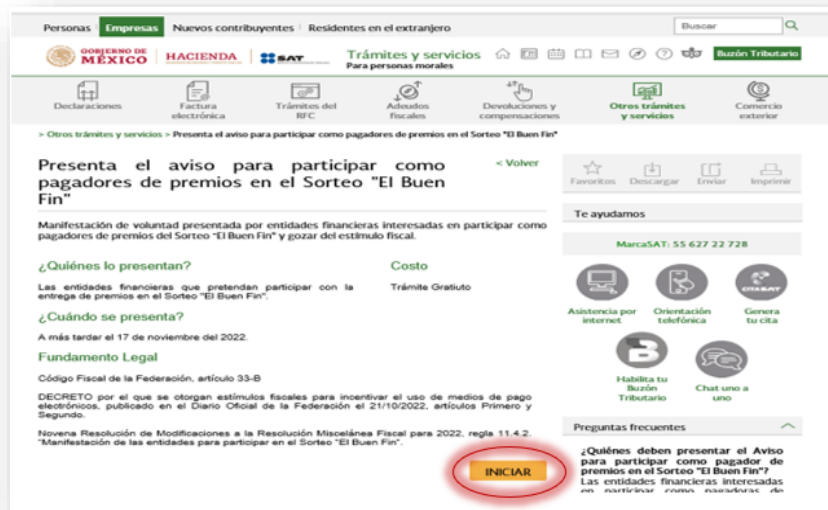 Personas Empresas Nuevos contribuyentes Residentes en el extranjero Buscar
GOBIERNO DE MÉXICO HACIENDA SAT Trámites y servicios Buzón Tributario
Para personas morales
Declaraciones Factura electrónica Trámites del RFC Adeudos fiscales Devoluciones y compensaciones Otros trámites y servicios Comercio exterior
> Otros trámites y servicios > Presenta el aviso para participar como pagadores de premios en el Sorteo "El Buen Fin"
Presenta el aviso para participar como
pagadores de premios en el Sorteo "El Buen
Fin"
< Volver
Manifestación de voluntad presentada por entidades financieras interesadas en participar como
pagadores de premios del Sorteo "El Buen Fin" y gozar del estímulo fiscal.
¿Quiénes lo presentan?
Las entidades financieras que pretendan participar con la
entrega de premios en el Sorteo "El Buen Fin".
Costo
Trámite Gratiuto
¿Cuándo se presenta?
A más tardar el 17 de noviembre del 2022.
Fundamento Legal
Código Fiscal de la Federación, artículo 33-B
DECRETO por el que se otorgan estímulos fiscales para incentivar el uso de medios de pago
electrónicos, publicado en el Diario Oficial de la Federación el 21/10/2022, artículos Primero y
Segundo.
Novena Resolución de Modificaciones a la Resolución Miscelánea Fiscal para 2022, regla 11.4.2.
"Manifestación de las entidades para participar en el Sorteo "El Buen Fin".
INICIAR
Favoritos Descargar Enviar Imprimir
Te ayudamos
MarcaSAT: 55 627 22 728
CITASAT
Asistencia por internet
Orientación telefónica
Genera tu cita
B
Habilita tu Buzón Tributario
Chat uno a uno
Preguntas frecuentes
¿Quiénes deben presentar el Aviso
para participar como pagador de
premios en el Sorteo "El Buen Fin"?
Las entidades financieras interesadas
en participar como pagadoras de